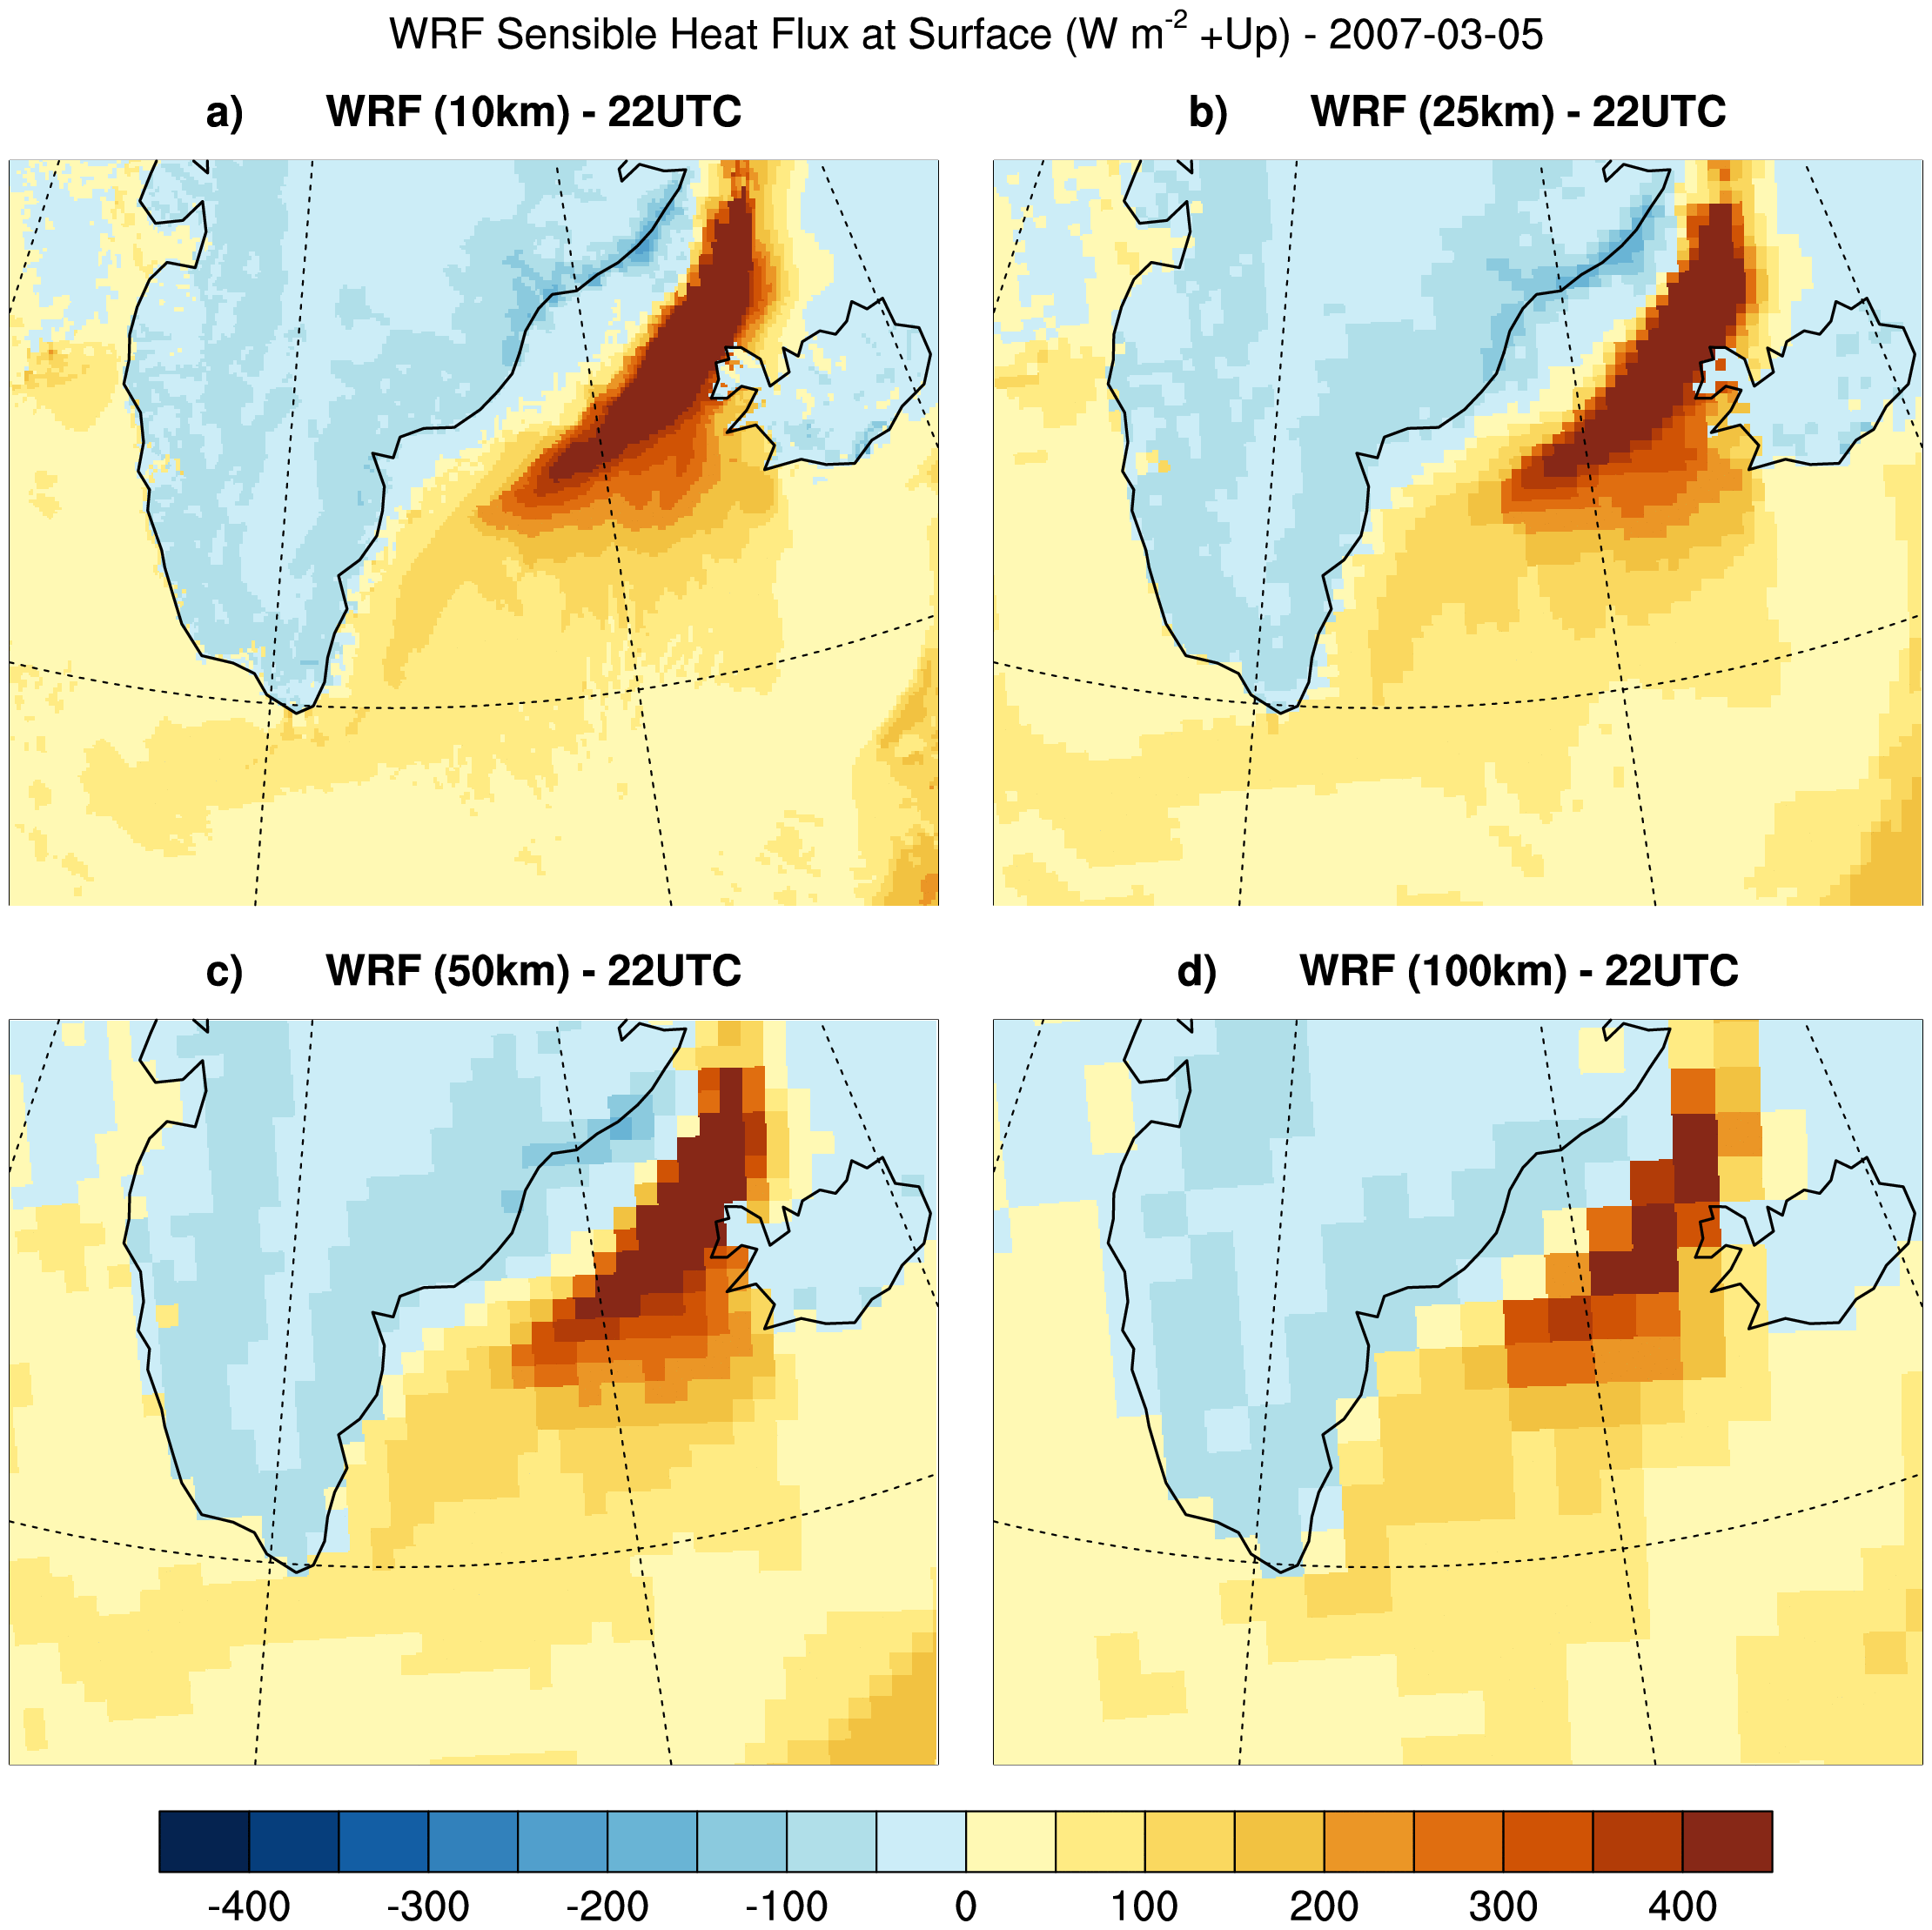 WRF Sensible Heat Flux at Surface (W m-2 +Up) - 2007-03-05
a) WRF (10km) - 22UTC
b) WRF (25km) - 22UTC
c) WRF (50km) - 22UTC
d) WRF (100km) - 22UTC
-400 -300 -200 -100 0 100 200 300 400